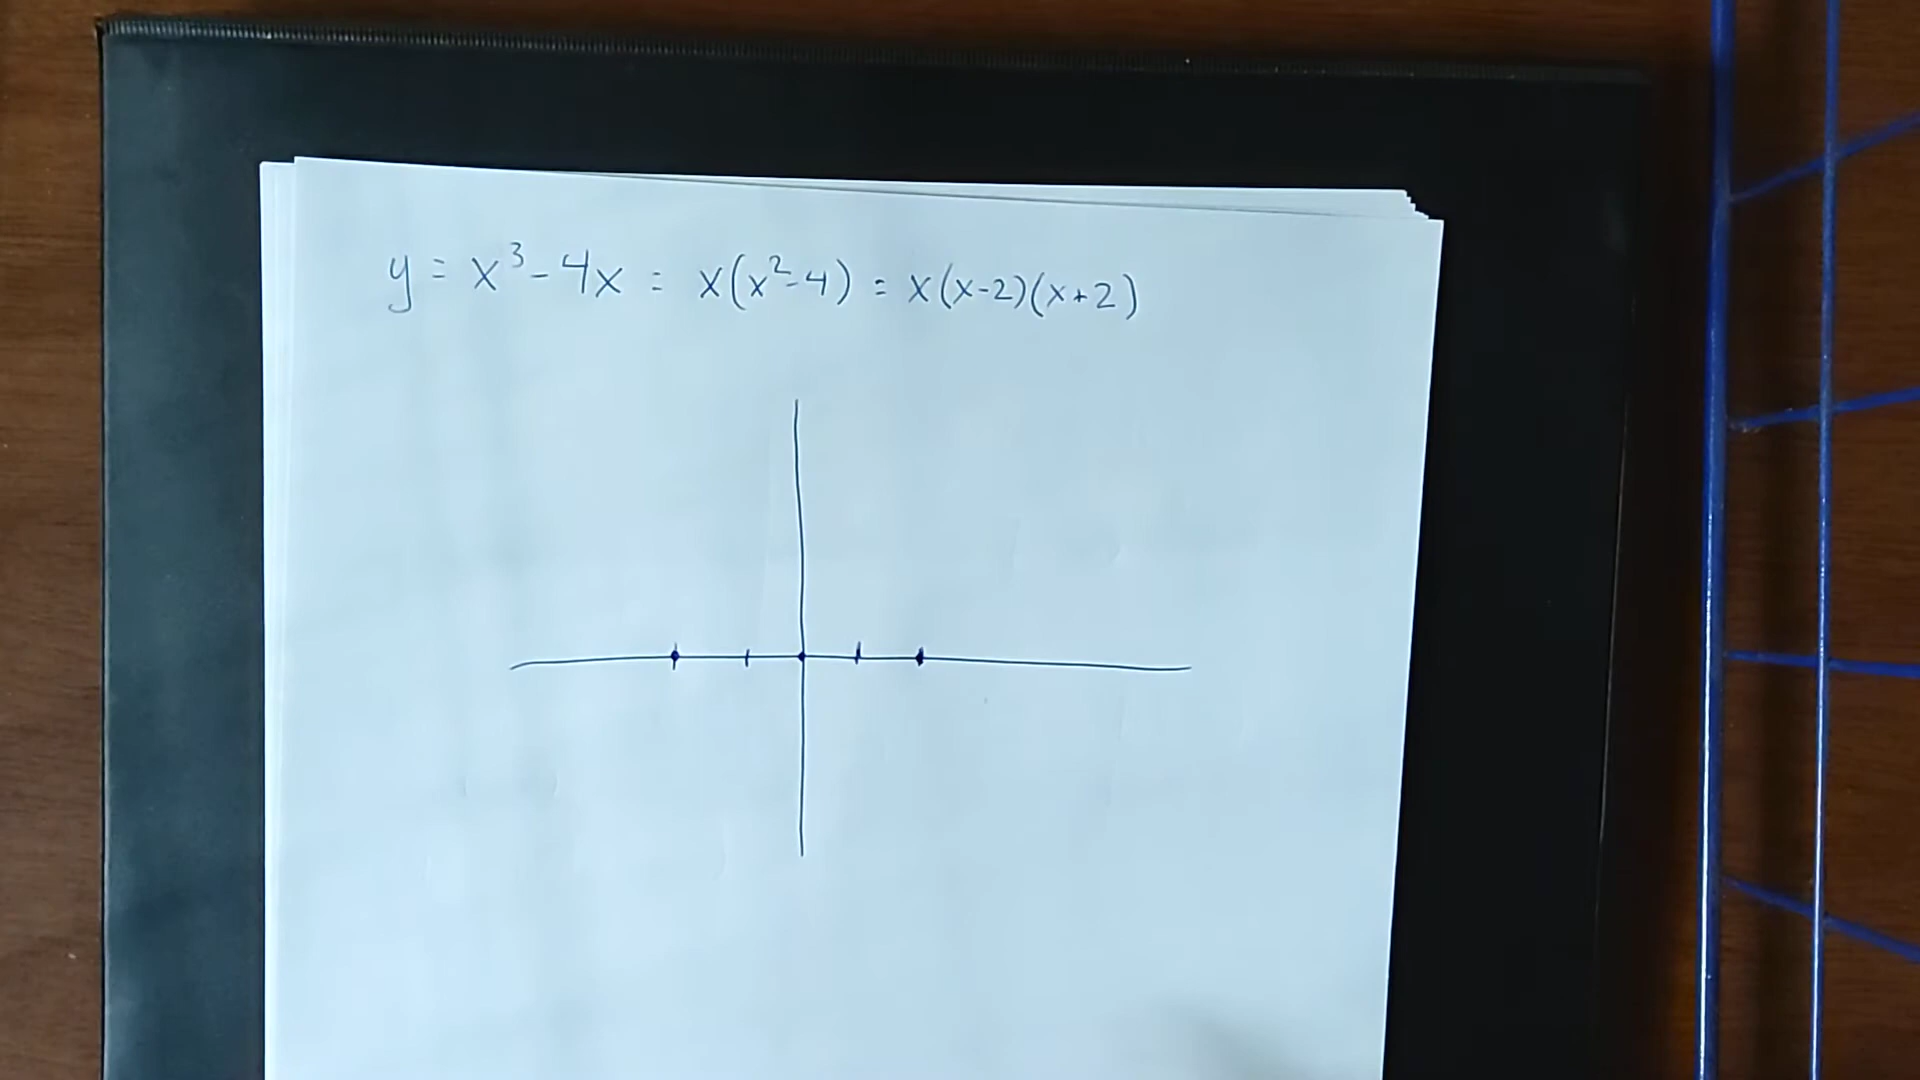 y = x³-4x = x(x²-4) = x(x-2)(x+2)